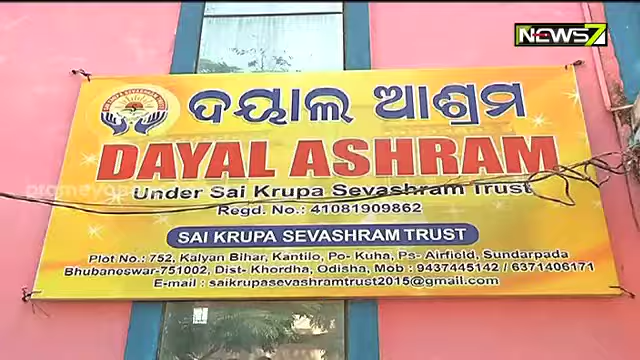 NEWS7
ଦୟାଲ ଆଶ୍ରମ
DAYAL ASHRAM
Under Sai Krupa Sevashram Trust
Regd. No.: 41081909862
SAI KRUPA SEVASHRAM TRUST
Plot No.: 752, Kalyan Bihar, Kantilo, Po- Kuha, Ps- Airfield, Sundarpada
Bhubaneswar-751002, Dist- Khordha, Odisha, Mob : 9437445142 / 6371406171
E-mail : saikrupasevashramtrust2015@gmail.com